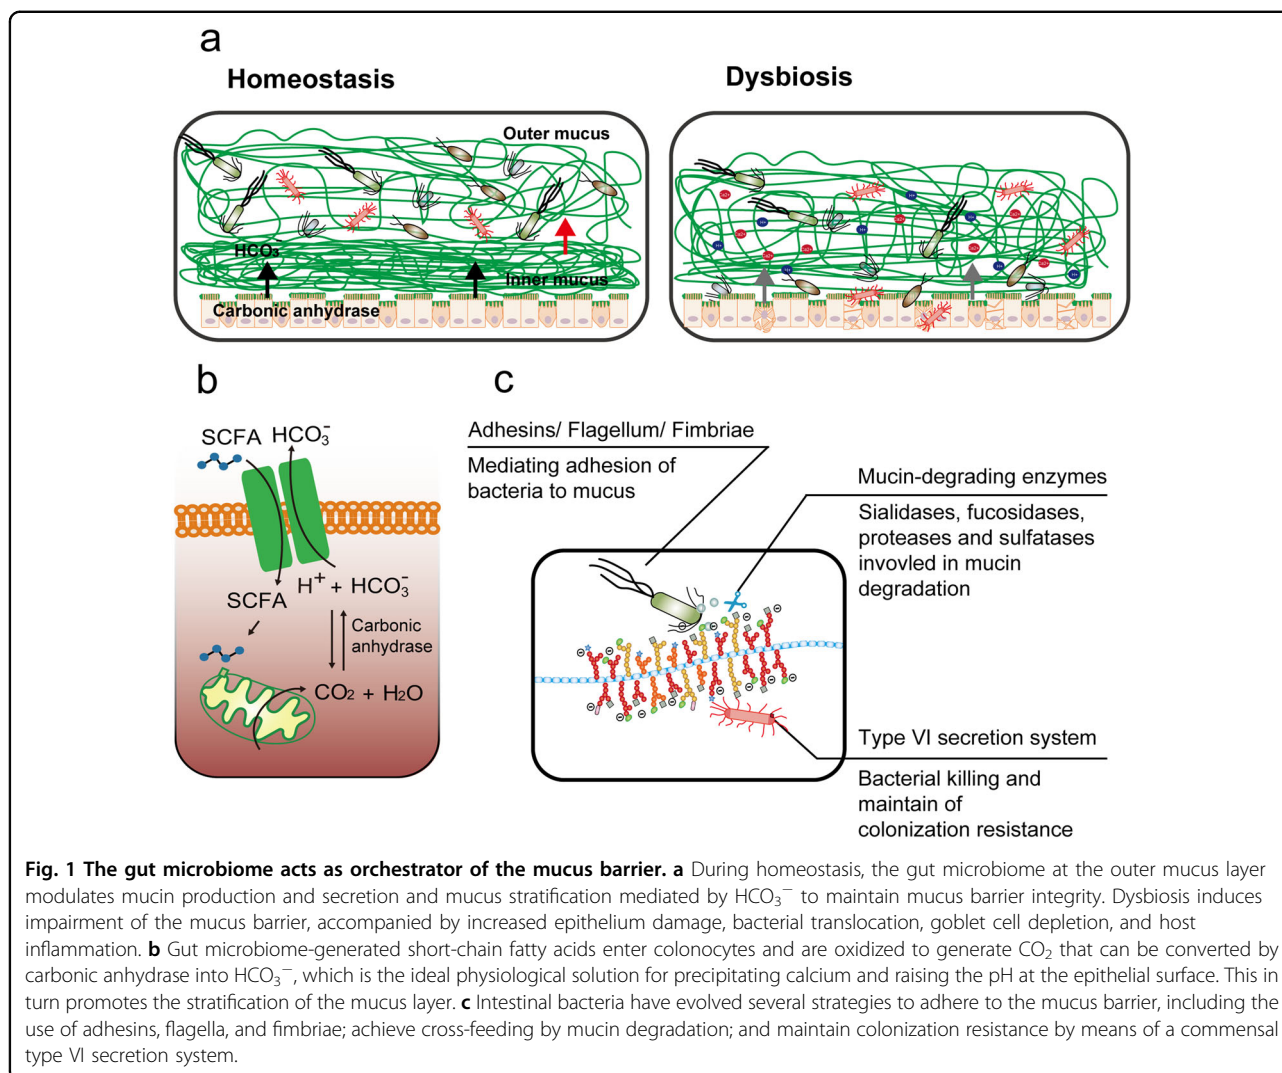 a
Homeostasis
Dysbiosis
Outer mucus
HCO₃⁻
Inner mucus
Carbonic anhydrase
b
SCFA HCO₃⁻
SCFA
H⁺ + HCO₃⁻
Carbonic
anhydrase
CO₂ + H₂O
c
Adhesins/ Flagellum/ Fimbriae
Mediating adhesion of
bacteria to mucus
Mucin-degrading enzymes
Sialidases, fucosidases,
proteases and sulfatases
invovled in mucin
degradation
Type VI secretion system
Bacterial killing and
maintain of
colonization resistance
Fig. 1 The gut microbiome acts as orchestrator of the mucus barrier. a During homeostasis, the gut microbiome at the outer mucus layer
modulates mucin production and secretion and mucus stratification mediated by HCO₃⁻ to maintain mucus barrier integrity. Dysbiosis induces
impairment of the mucus barrier, accompanied by increased epithelium damage, bacterial translocation, goblet cell depletion, and host
inflammation. b Gut microbiome-generated short-chain fatty acids enter colonocytes and are oxidized to generate CO₂ that can be converted by
carbonic anhydrase into HCO₃⁻, which is the ideal physiological solution for precipitating calcium and raising the pH at the epithelial surface. This in
turn promotes the stratification of the mucus layer. c Intestinal bacteria have evolved several strategies to adhere to the mucus barrier, including the
use of adhesins, flagella, and fimbriae; achieve cross-feeding by mucin degradation; and maintain colonization resistance by means of a commensal
type VI secretion system.